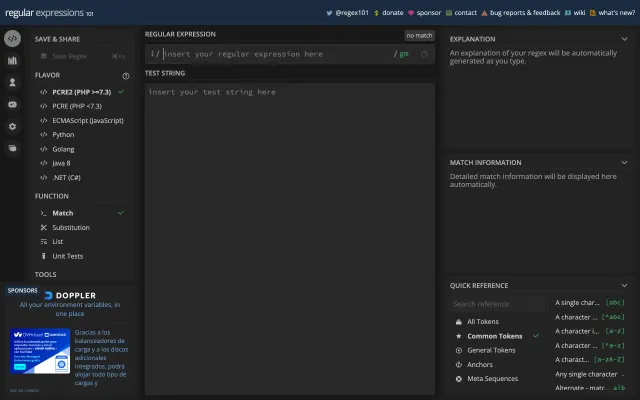 regular expressions 101
@regex101
donate
sponsor
contact
bug reports & feedback
wiki
what's new?
SAVE & SHARE
Save Regex
FLAVOR
PCRE2 (PHP >=7.3)
PCRE (PHP <7.3)
ECMAScript (JavaScript)
Python
Golang
Java 8
.NET (C#)
FUNCTION
Match
Substitution
List
Unit Tests
TOOLS
SPONSORS
DOPPLER
All your environment variables, in
one place
OVHcloud
openstack.
Gracias a los
balanceadores de
carga y a los discos
adicionales
integrados, podrá
alojar todo tipo de
cargas y
REGULAR EXPRESSION
no match
/ insert your regular expression here / gm
TEST STRING
insert your test string here
EXPLANATION
An explanation of your regex will be automatically
generated as you type.
MATCH INFORMATION
Detailed match information will be displayed here
automatically.
QUICK REFERENCE
Search reference
All Tokens
Common Tokens
General Tokens
Anchors
Meta Sequences
A single char... [abc]
A character ... [^abc]
A character i... [a-z]
A character ... [^a-z]
A charact... [a-zA-Z]
Any single character .
Alternate - matc... a|b